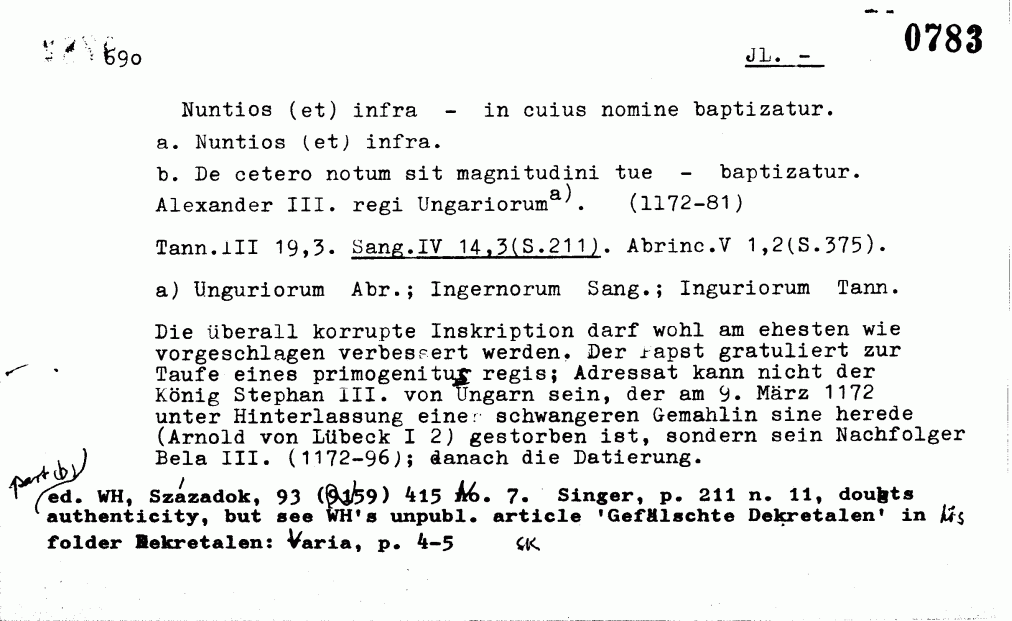 690
JL. -
0783
Nuntios (et) infra - in cuius nomine baptizatur.
a. Nuntios (et) infra.
b. De cetero notum sit magnitudini tue - baptizatur.
Alexander III. regi Ungariorum a). (1172-81)
Tann.III 19,3. Sang.IV 14,3(S.211). Abrinc.V 1,2(S.375).
a) Unguriorum Abr.; Ingernorum Sang.; Inguriorum Tann.
Die überall korrupte Inskription darf wohl am ehesten wie
vorgeschlagen verbessert werden. Der Papst gratuliert zur
Taufe eines primogenitus regis; Adressat kann nicht der
König Stephan III. von Ungarn sein, der am 9. März 1172
unter Hinterlassung einer schwangeren Gemahlin sine herede
(Arnold von Lübeck I 2) gestorben ist, sondern sein Nachfolger
Bela III. (1172-96); danach die Datierung.
part (b)
ed. WH, Századok, 93 (1959) 415 No. 7. Singer, p. 211 n. 11, doubts
authenticity, but see WH's unpubl. article 'Gefälschte Dekretalen' in his
folder Dekretalen: Varia, p. 4-5 SK